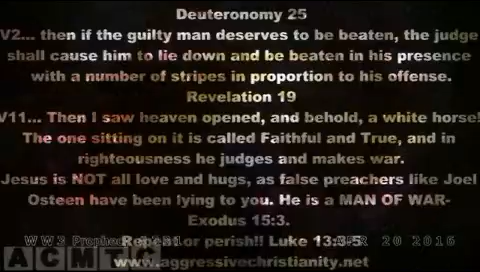 Deuteronomy 25
V2... then if the guilty man deserves to be beaten, the judge
shall cause him to lie down and be beaten in his presence
with a number of stripes in proportion to his offense.
Revelation 19
V11... Then I saw heaven opened, and behold, a white horse!
The one sitting on it is called Faithful and True, and in
righteousness he judges and makes war.
Jesus is NOT all love and hugs, as false preachers like Joel
Osteen have been lying to you. He is a MAN OF WAR-
Exodus 15:3.
Repent or perish!! Luke 13:3-5
WW3 20 2016
ACMTV
www.aggressivechristianity.net